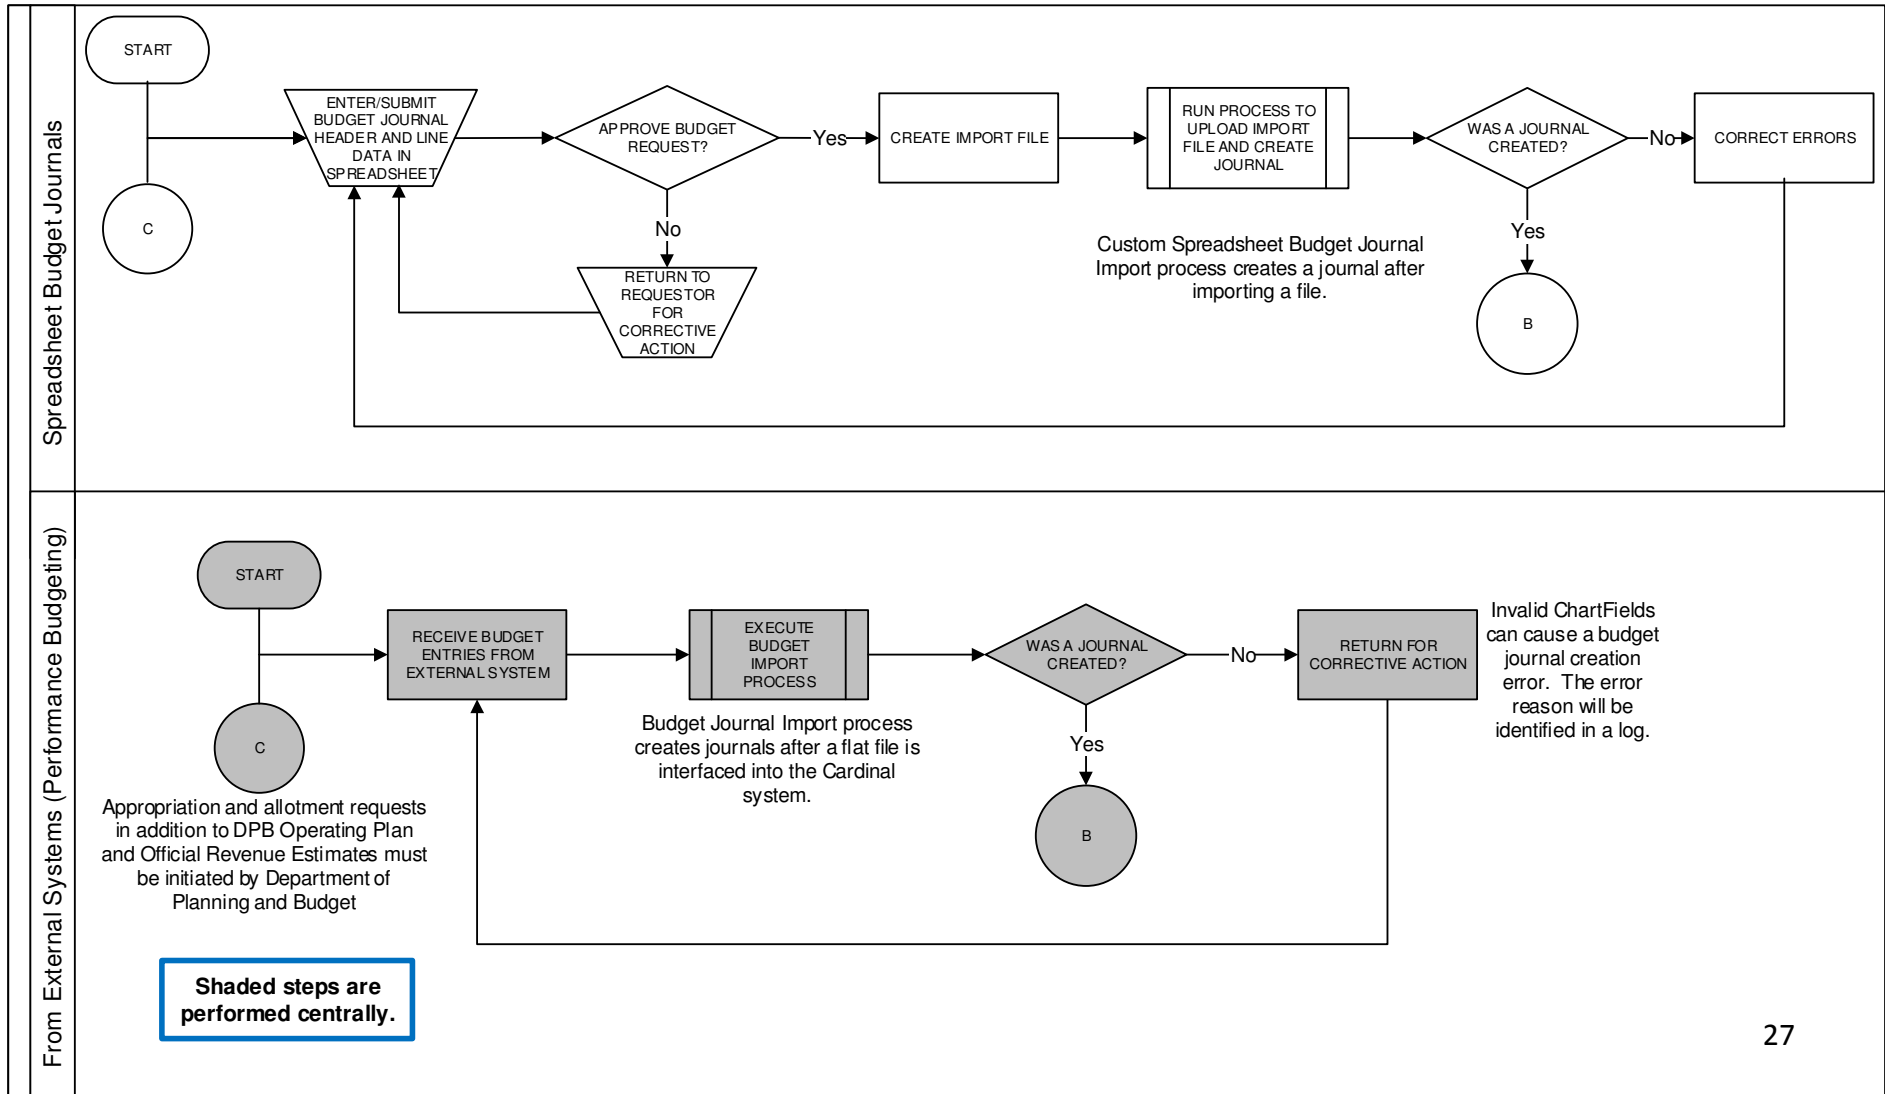 Spreadsheet Budget Journals
START
C
ENTER/SUBMIT
BUDGET JOURNAL
HEADER AND LINE
DATA IN
SPREADSHEET
APPROVE BUDGET
REQUEST?
Yes
No
RETURN TO
REQUESTOR
FOR
CORRECTIVE
ACTION
CREATE IMPORT FILE
RUN PROCESS TO
UPLOAD IMPORT
FILE AND CREATE
JOURNAL
Custom Spreadsheet Budget Journal
Import process creates a journal after
importing a file.
WAS A JOURNAL
CREATED?
No
Yes
B
CORRECT ERRORS
From External Systems (Performance Budgeting)
START
C
Appropriation and allotment requests
in addition to DPB Operating Plan
and Official Revenue Estimates must
be initiated by Department of
Planning and Budget
RECEIVE BUDGET
ENTRIES FROM
EXTERNAL SYSTEM
EXECUTE
BUDGET
IMPORT
PROCESS
Budget Journal Import process
creates journals after a flat file is
interfaced into the Cardinal
system.
WAS A JOURNAL
CREATED?
No
Yes
B
RETURN FOR
CORRECTIVE ACTION
Invalid ChartFields
can cause a budget
journal creation
error. The error
reason will be
identified in a log.
Shaded steps are
performed centrally.
27